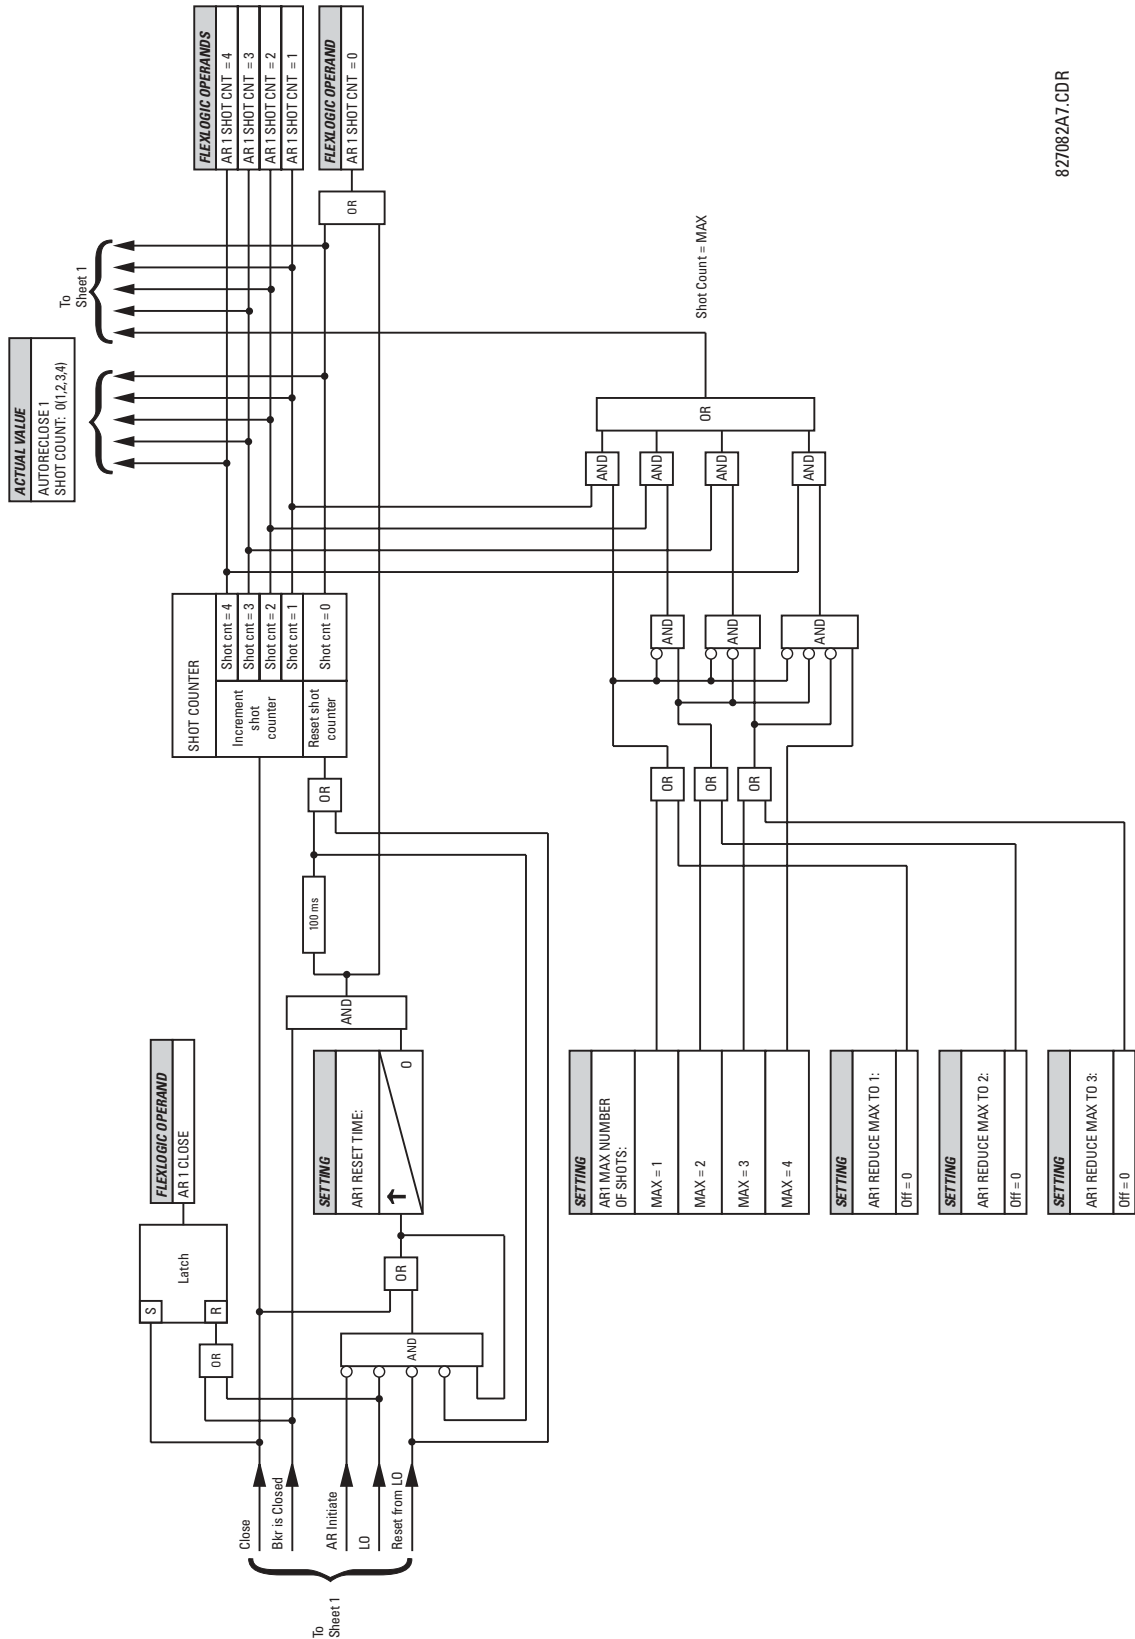 ACTUAL VALUE
AUTORECLOSE 1
SHOT COUNT: 0(1,2,3,4)
To
Sheet 1
FLEXLOGIC OPERANDS
AR 1 SHOT CNT = 4
AR 1 SHOT CNT = 3
AR 1 SHOT CNT = 2
AR 1 SHOT CNT = 1
FLEXLOGIC OPERAND
AR 1 SHOT CNT = 0
OR
FLEXLOGIC OPERAND
AR 1 CLOSE
Latch
S
R
OR
SHOT COUNTER
Increment
shot
counter
Shot cnt = 4
Shot cnt = 3
Shot cnt = 2
Shot cnt = 1
Reset shot
counter
Shot cnt = 0
OR
100 ms
AND
SETTING
AR1 RESET TIME:
0
OR
AND
Close
Bkr is Closed
AR Initiate
LO
Reset from LO
To
Sheet 1
SETTING
AR1 MAX NUMBER
OF SHOTS:
MAX = 1
MAX = 2
MAX = 3
MAX = 4
SETTING
AR1 REDUCE MAX TO 1:
Off = 0
SETTING
AR1 REDUCE MAX TO 2:
Off = 0
SETTING
AR1 REDUCE MAX TO 3:
Off = 0
OR
OR
OR
AND
AND
AND
AND
AND
AND
AND
OR
Shot Count = MAX
827082A7.CDR